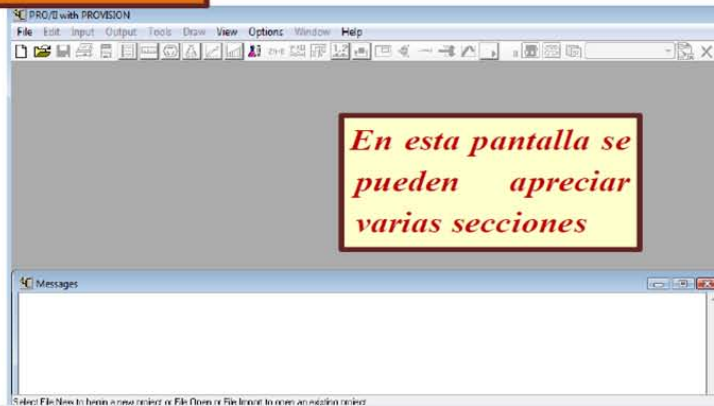 PRO/II with PROVISION
File Edit Input Output Tools Draw View Options Window Help
En esta pantalla se
pueden apreciar
varias secciones
Messages
Select File New to begin a new project or File Open or File Import to open an existing project